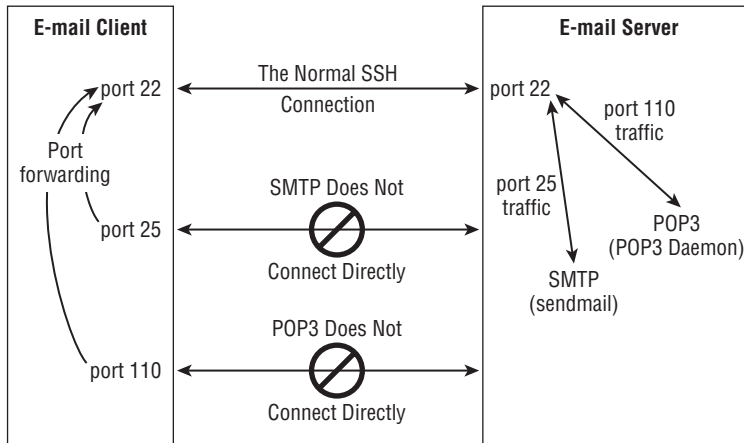 E-mail Client
E-mail Server
port 22
The Normal SSH
Connection
port 22
port 110
traffic
Port
forwarding
port 25
traffic
SMTP Does Not
port 25
Connect Directly
POP3
(POP3 Daemon)
SMTP
(sendmail)
POP3 Does Not
port 110
Connect Directly